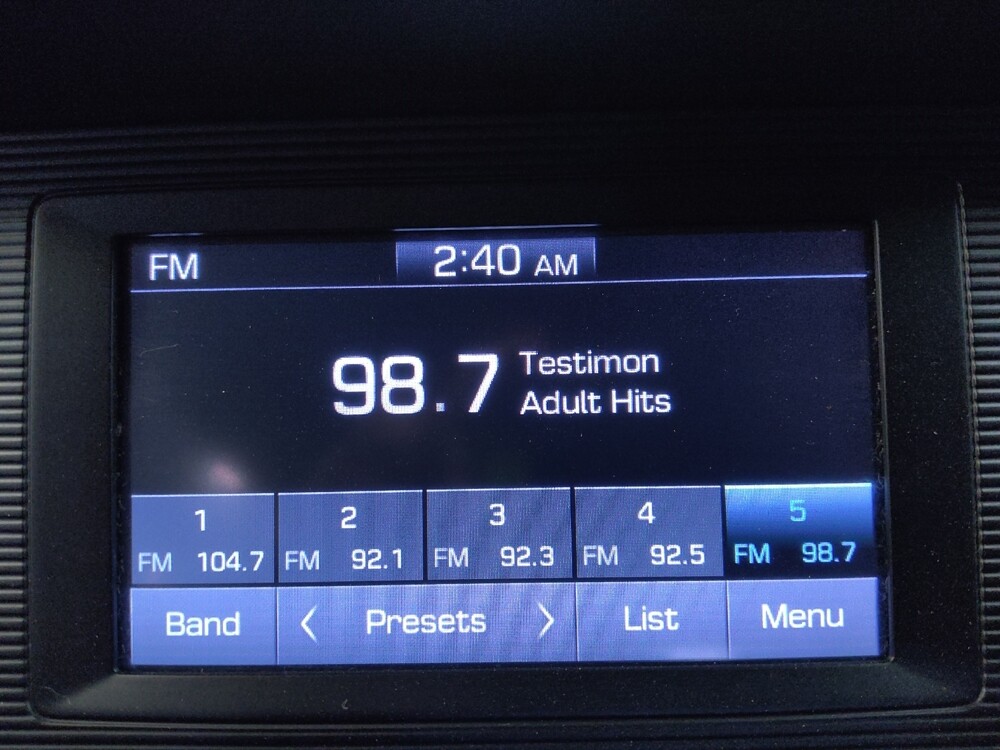 FM 2:40 AM
98.7 Testimon
Adult Hits
1 2 3 4 5
FM 104.7 FM 92.1 FM 92.3 FM 92.5 FM 98.7
Band < Presets > List Menu